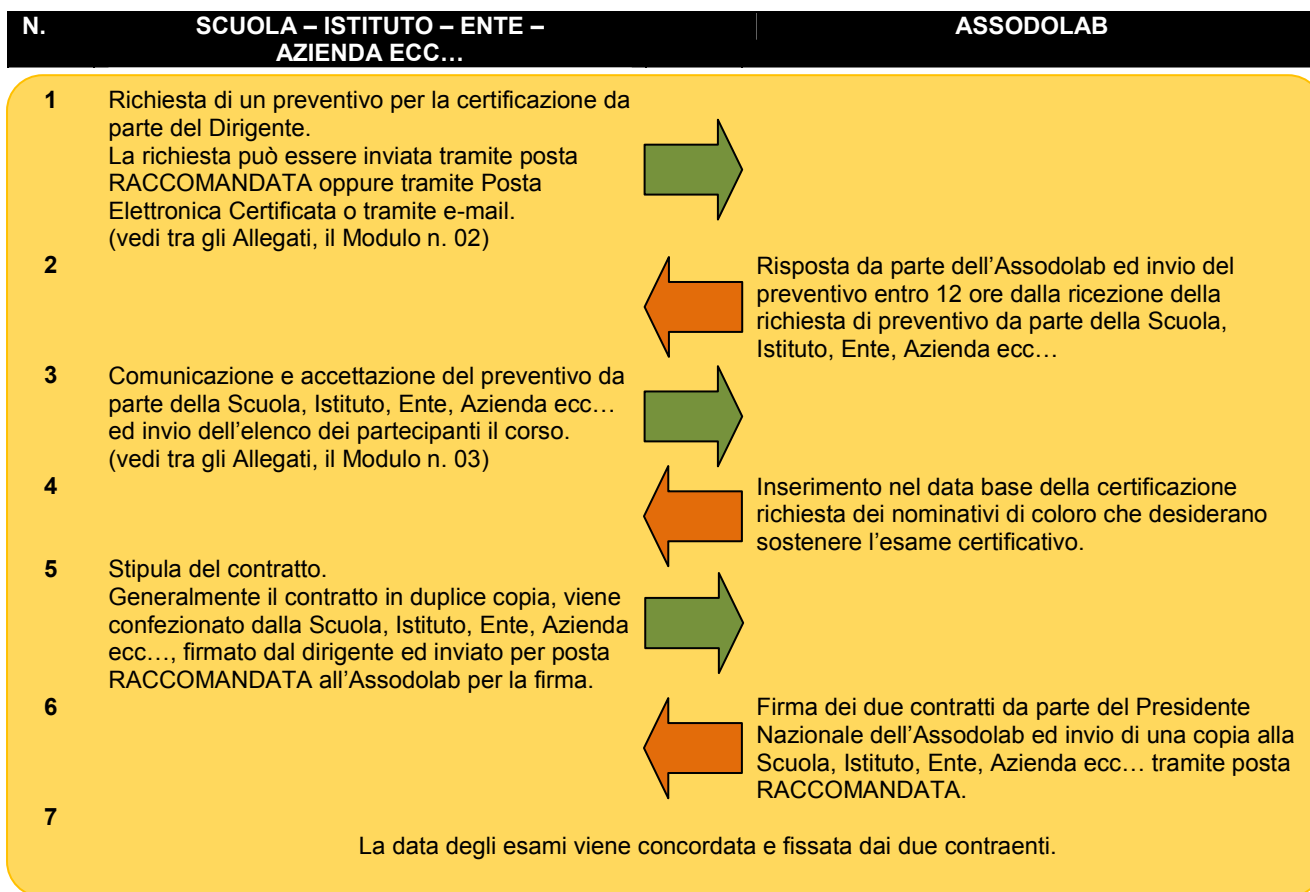 N. SCUOLA – ISTITUTO – ENTE – ASSODOLAB
AZIENDA ECC…
1 Richiesta di un preventivo per la certificazione da
parte del Dirigente.
La richiesta può essere inviata tramite posta
RACCOMANDATA oppure tramite Posta
Elettronica Certificata o tramite e-mail.
(vedi tra gli Allegati, il Modulo n. 02)
2 Risposta da parte dell’Assodolab ed invio del
preventivo entro 12 ore dalla ricezione della
richiesta di preventivo da parte della Scuola,
Istituto, Ente, Azienda ecc…
3 Comunicazione e accettazione del preventivo da
parte della Scuola, Istituto, Ente, Azienda ecc…
ed invio dell’elenco dei partecipanti il corso.
(vedi tra gli Allegati, il Modulo n. 03)
4 Inserimento nel data base della certificazione
richiesta dei nominativi di coloro che desiderano
sostenere l’esame certificativo.
5 Stipula del contratto.
Generalmente il contratto in duplice copia, viene
confezionato dalla Scuola, Istituto, Ente, Azienda
ecc…, firmato dal dirigente ed inviato per posta
RACCOMANDATA all’Assodolab per la firma.
6 Firma dei due contratti da parte del Presidente
Nazionale dell’Assodolab ed invio di una copia alla
Scuola, Istituto, Ente, Azienda ecc… tramite posta
RACCOMANDATA.
7
La data degli esami viene concordata e fissata dai due contraenti.